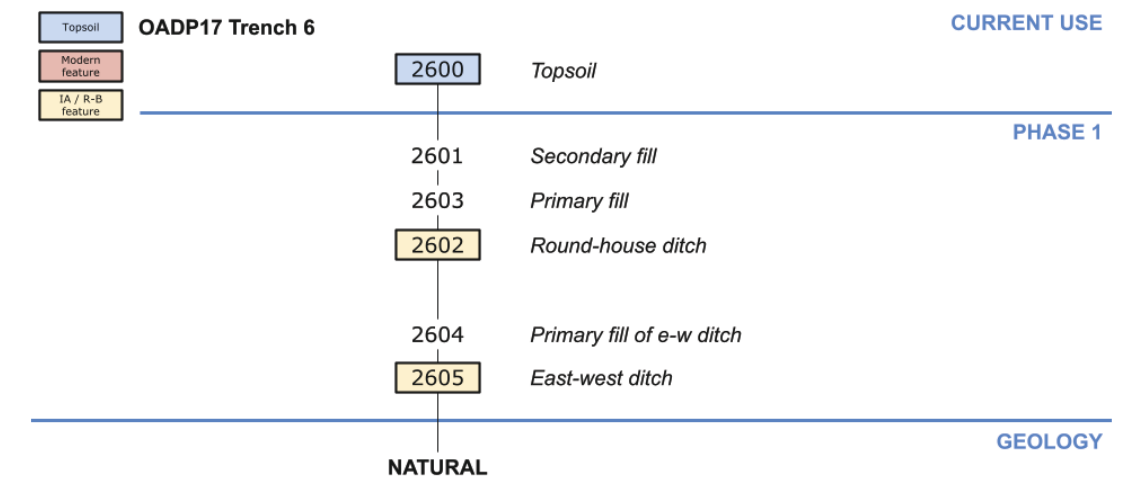 Topsoil
OADP17 Trench 6
CURRENT USE
Modern
feature
2600 Topsoil
IA / R-B
feature
PHASE 1
2601 Secondary fill
2603 Primary fill
2602 Round-house ditch
2604 Primary fill of e-w ditch
2605 East-west ditch
GEOLOGY
NATURAL